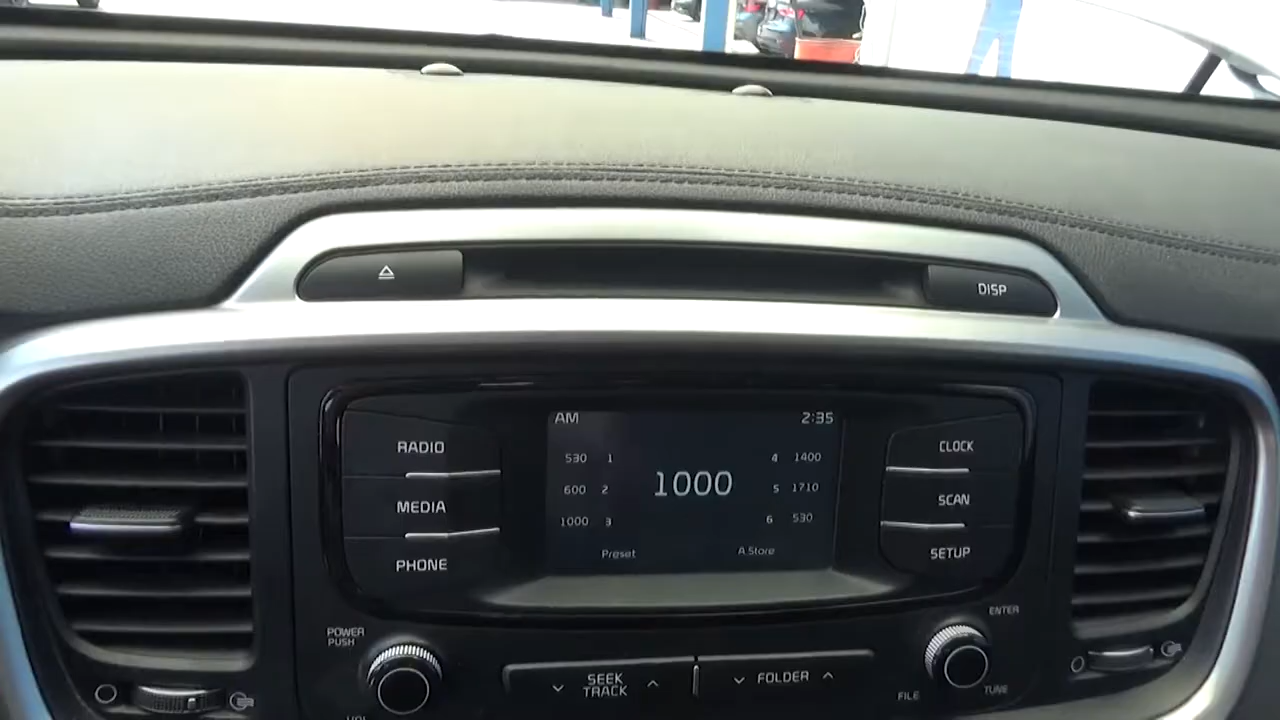 DISP
RADIO
MEDIA
PHONE
AM 2:35
530 1
600 2
1000 3
1000
4 1400
5 1710
6 530
Preset A.Store
CLOCK
SCAN
SETUP
POWER
PUSH
SEEK
TRACK
FOLDER
ENTER
FILE
TUNE